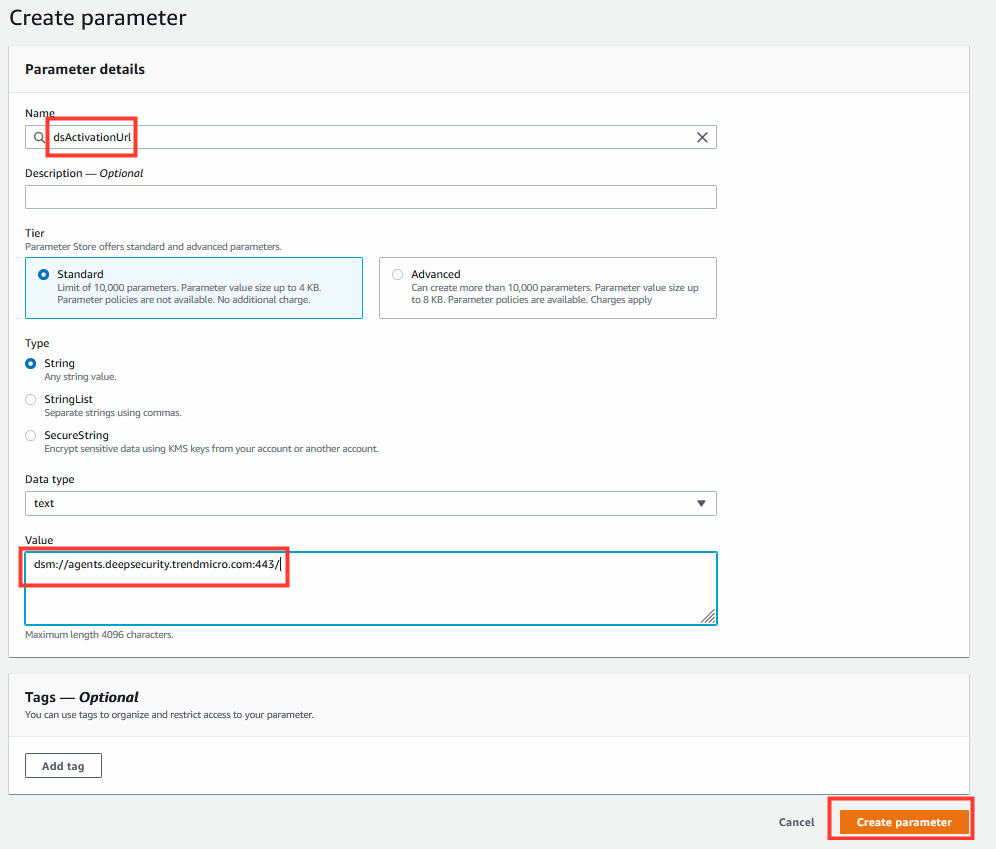 Create parameter
Parameter details
Name
dsActivationUrl
Description — Optional
Tier
Parameter Store offers standard and advanced parameters.
Standard
Limit of 10,000 parameters. Parameter value size up to 4 KB.
Parameter policies are not available. No additional charge.
Advanced
Can create more than 10,000 parameters. Parameter value size up
to 8 KB. Parameter policies are available. Charges apply
Type
String
Any string value.
StringList
Separate strings using commas.
SecureString
Encrypt sensitive data using KMS keys from your account or another account.
Data type
text
Value
dsm://agents.deepsecurity.trendmicro.com:443/
Maximum length 4096 characters.
Tags — Optional
You can use tags to organize and restrict access to your parameter.
Add tag
Cancel Create parameter